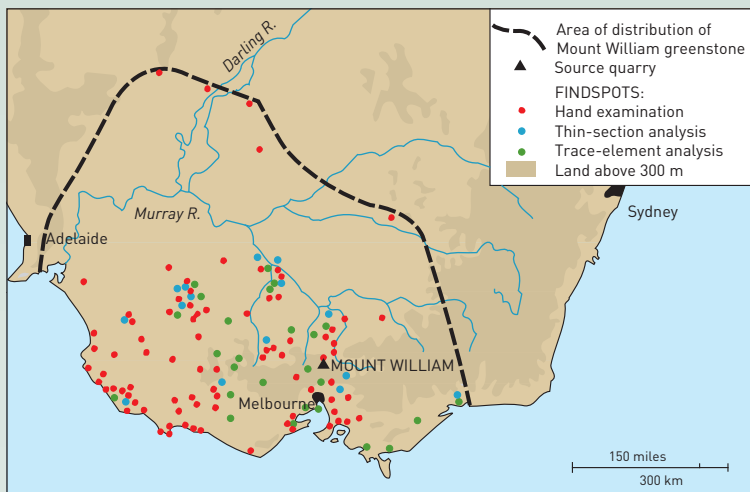 Darling R.
Murray R.
Adelaide
MOUNT WILLIAM
Melbourne
Sydney
Area of distribution of
Mount William greenstone
Source quarry
FINDSPOTS:
Hand examination
Thin-section analysis
Trace-element analysis
Land above 300 m
150 miles
300 km